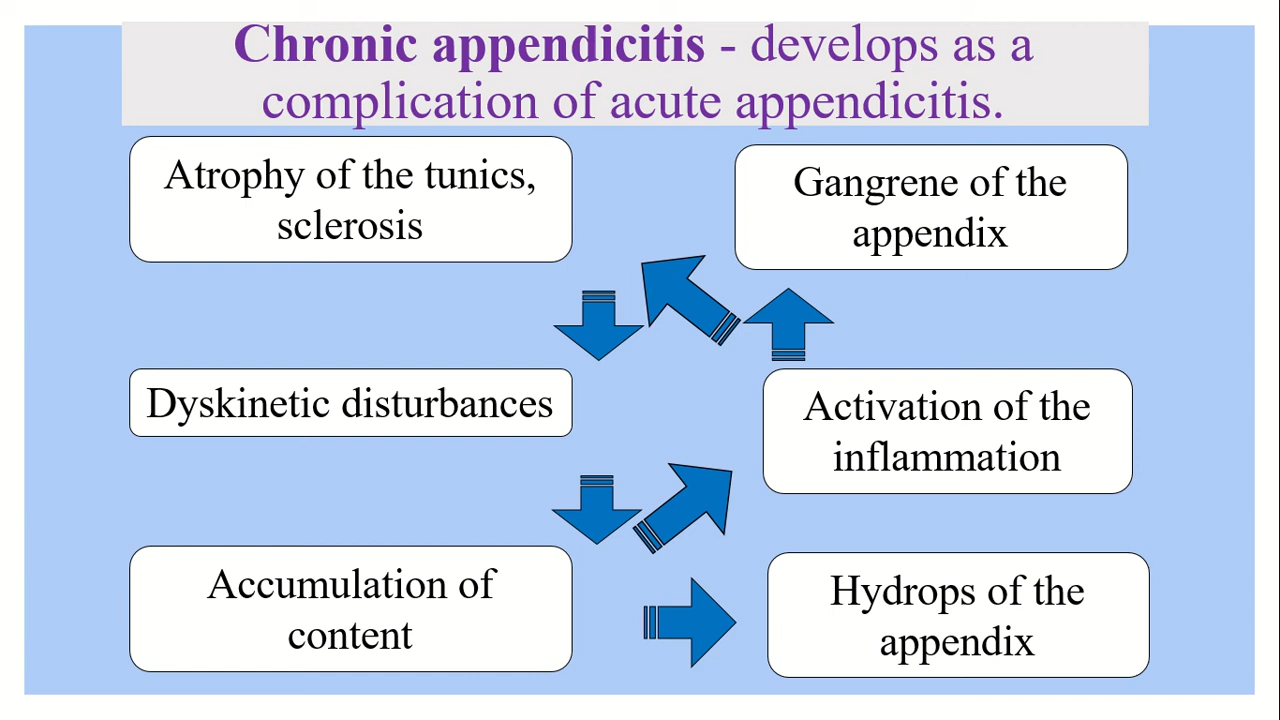 Chronic appendicitis - develops as a
complication of acute appendicitis.
Atrophy of the tunics,
sclerosis
Gangrene of the
appendix
Dyskinetic disturbances
Activation of the
inflammation
Accumulation of
content
Hydrops of the
appendix